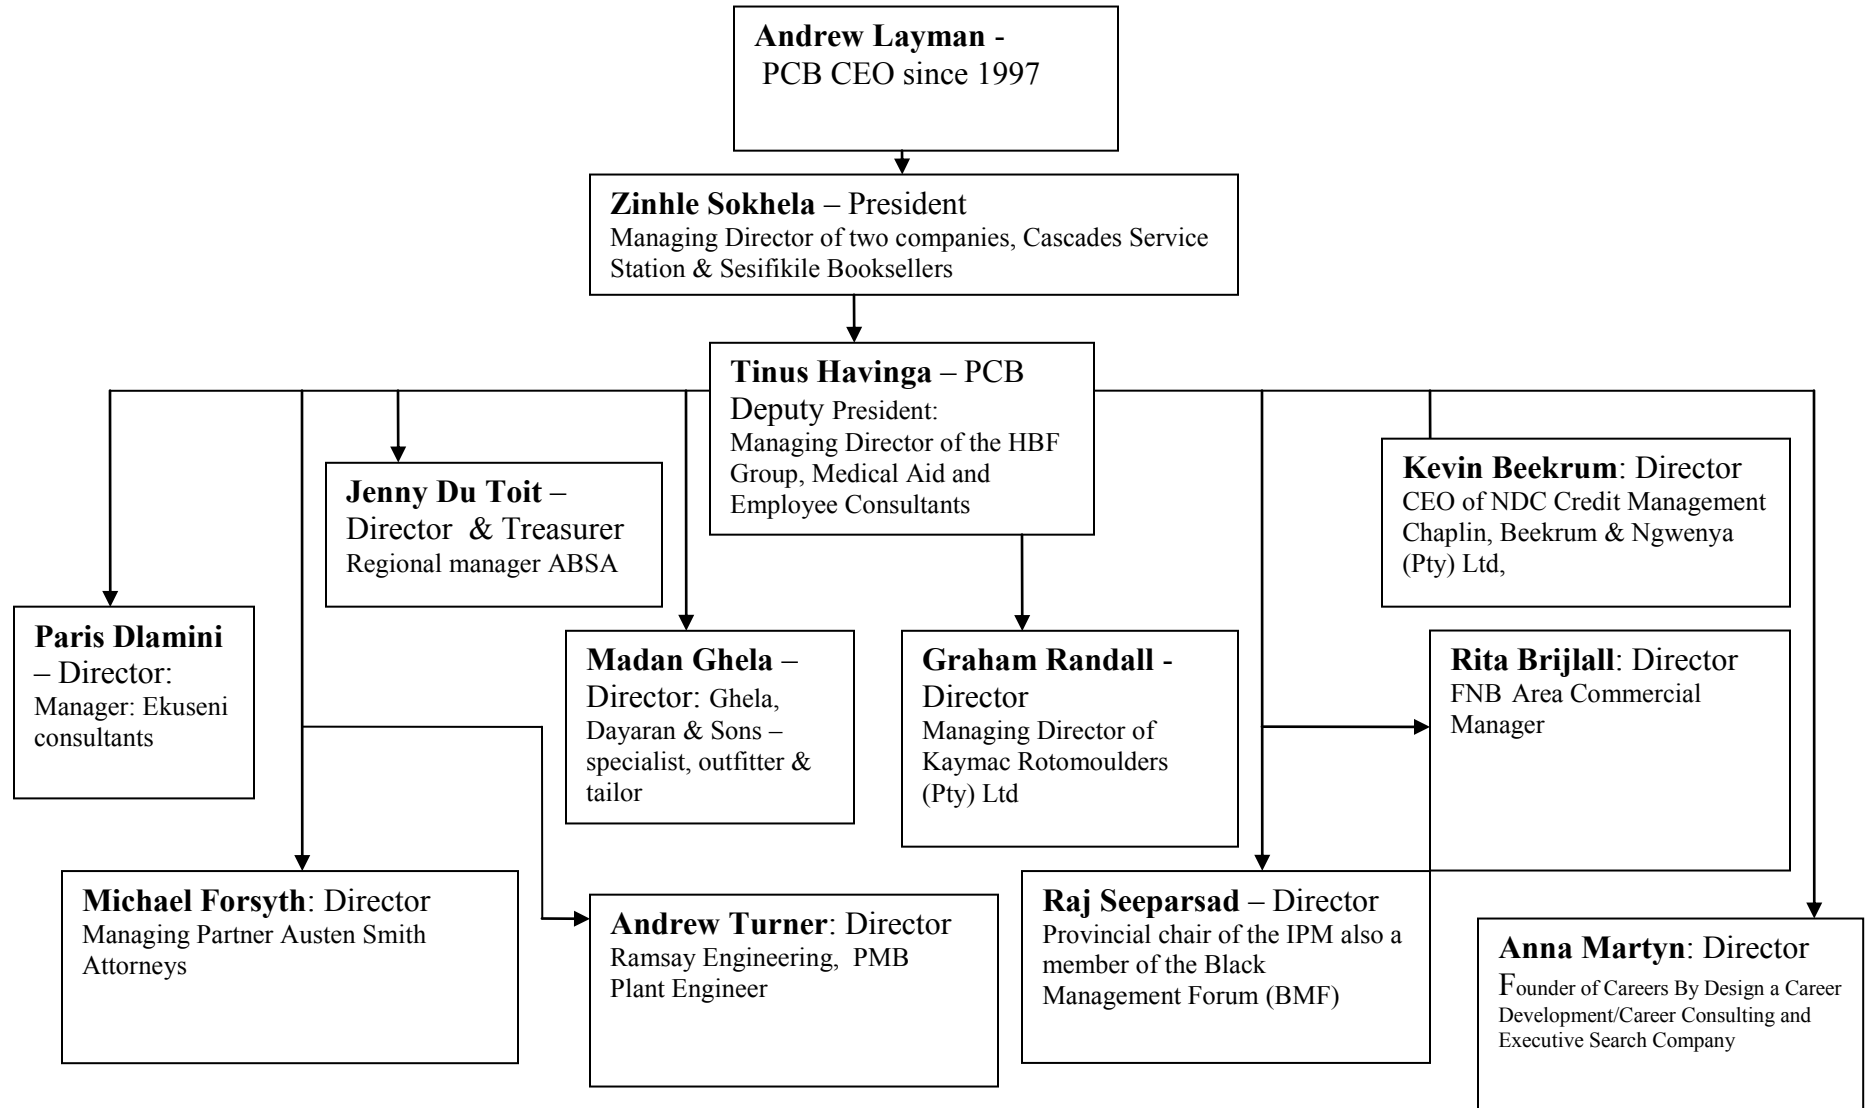 Andrew Layman -
PCB CEO since 1997
Zinhle Sokhela – President
Managing Director of two companies, Cascades Service
Station & Sesifikile Booksellers
Tinus Havinga – PCB
Deputy President:
Managing Director of the HBF
Group, Medical Aid and
Employee Consultants
Jenny Du Toit –
Director & Treasurer
Regional manager ABSA
Kevin Beekrum: Director
CEO of NDC Credit Management
Chaplin, Beekrum & Ngwenya
(Pty) Ltd,
Paris Dlamini
– Director:
Manager: Ekuseni
consultants
Madan Ghela –
Director: Ghela,
Dayaran & Sons –
specialist, outfitter &
tailor
Graham Randall -
Director
Managing Director of
Kaymac Rotomoulders
(Pty) Ltd
Rita Brijlall: Director
FNB Area Commercial
Manager
Michael Forsyth: Director
Managing Partner Austen Smith
Attorneys
Andrew Turner: Director
Ramsay Engineering, PMB
Plant Engineer
Raj Seeparsad – Director
Provincial chair of the IPM also a
member of the Black
Management Forum (BMF)
Anna Martyn: Director
Founder of Careers By Design a Career
Development/Career Consulting and
Executive Search Company